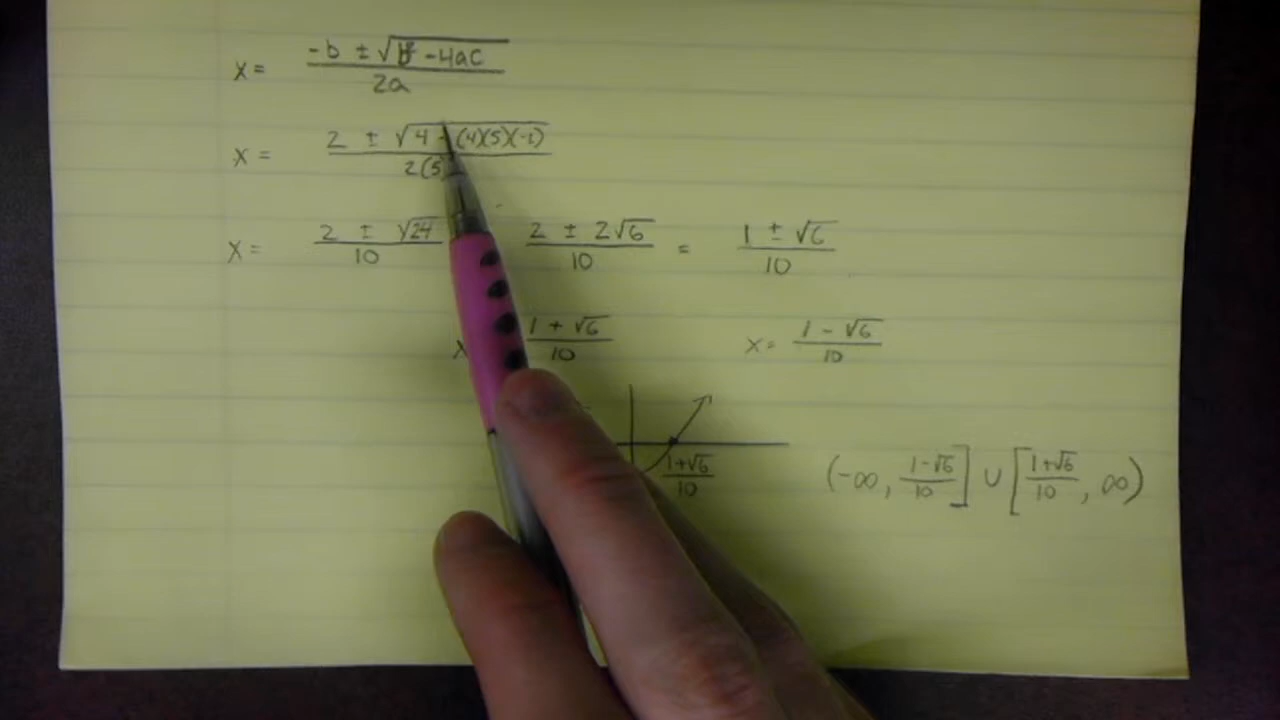 x = -b ± √b² - 4ac / 2a
x = 2 ± √4 - (4)(5)(-1) / 2(5)
x = 2 ± √24 / 10 2 ± 2√6 / 10 = 1 ± √6 / 10
x 1 + √6 / 10 x = 1 - √6 / 10
1+√6 / 10 (-∞, 1-√6 / 10] ∪ [1+√6 / 10, ∞)